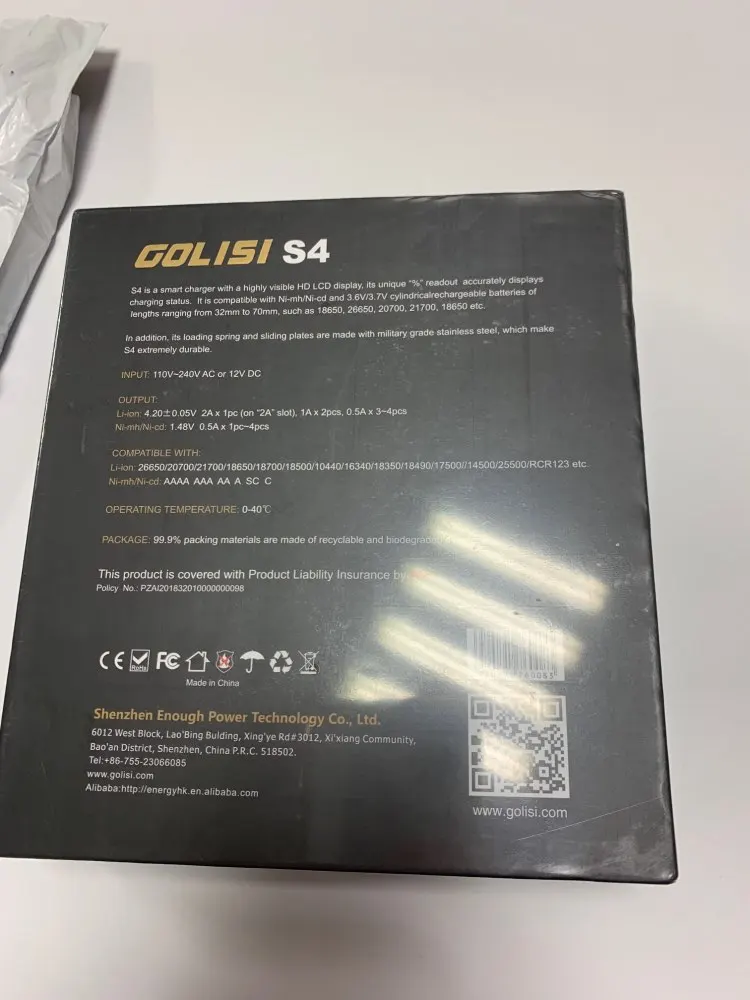 GOLISI S4
S4 is a smart charger with a highly visible HD LCD display, its unique "%" readout accurately displays
charging status. It is compatible with Ni-mh/Ni-cd and 3.6V/3.7V cylindricalrechargeable batteries of
lengths ranging from 32mm to 70mm, such as 18650, 26650, 20700, 21700, 18650 etc.
In addition, its loading spring and sliding plates are made with military grade stainless steel, which make
S4 extremely durable.
INPUT: 110V~240V AC or 12V DC
OUTPUT:
Li-ion: 4.20±0.05V 2A x 1pc (on "2A" slot), 1A x 2pcs, 0.5A x 3~4pcs
Ni-mh/Ni-cd: 1.48V 0.5A x 1pc~4pcs
COMPATIBLE WITH:
Li-ion: 26650/20700/21700/18650/18700/18500/10440/16340/18350/18490/17500//14500/25500/RCR123 etc.
Ni-mh/Ni-cd: AAAA AAA AA A SC C
OPERATING TEMPERATURE: 0-40℃
PACKAGE: 99.9% packing materials are made of recyclable and
This product is covered with Product Liability Insurance by
Policy No.: PZAI201832010000000098
CE RoHS FC
Made in China
Shenzhen Enough Power Technology Co., Ltd.
6012 West Block, Lao'Bing Bulding, Xing'ye Rd#3012, Xi'xiang Community,
Bao'an District, Shenzhen, China P.R.C. 518502.
Tel:+86-755-23066085
www.golisi.com
Alibaba:http://energyhk.en.alibaba.com
www.golisi.com